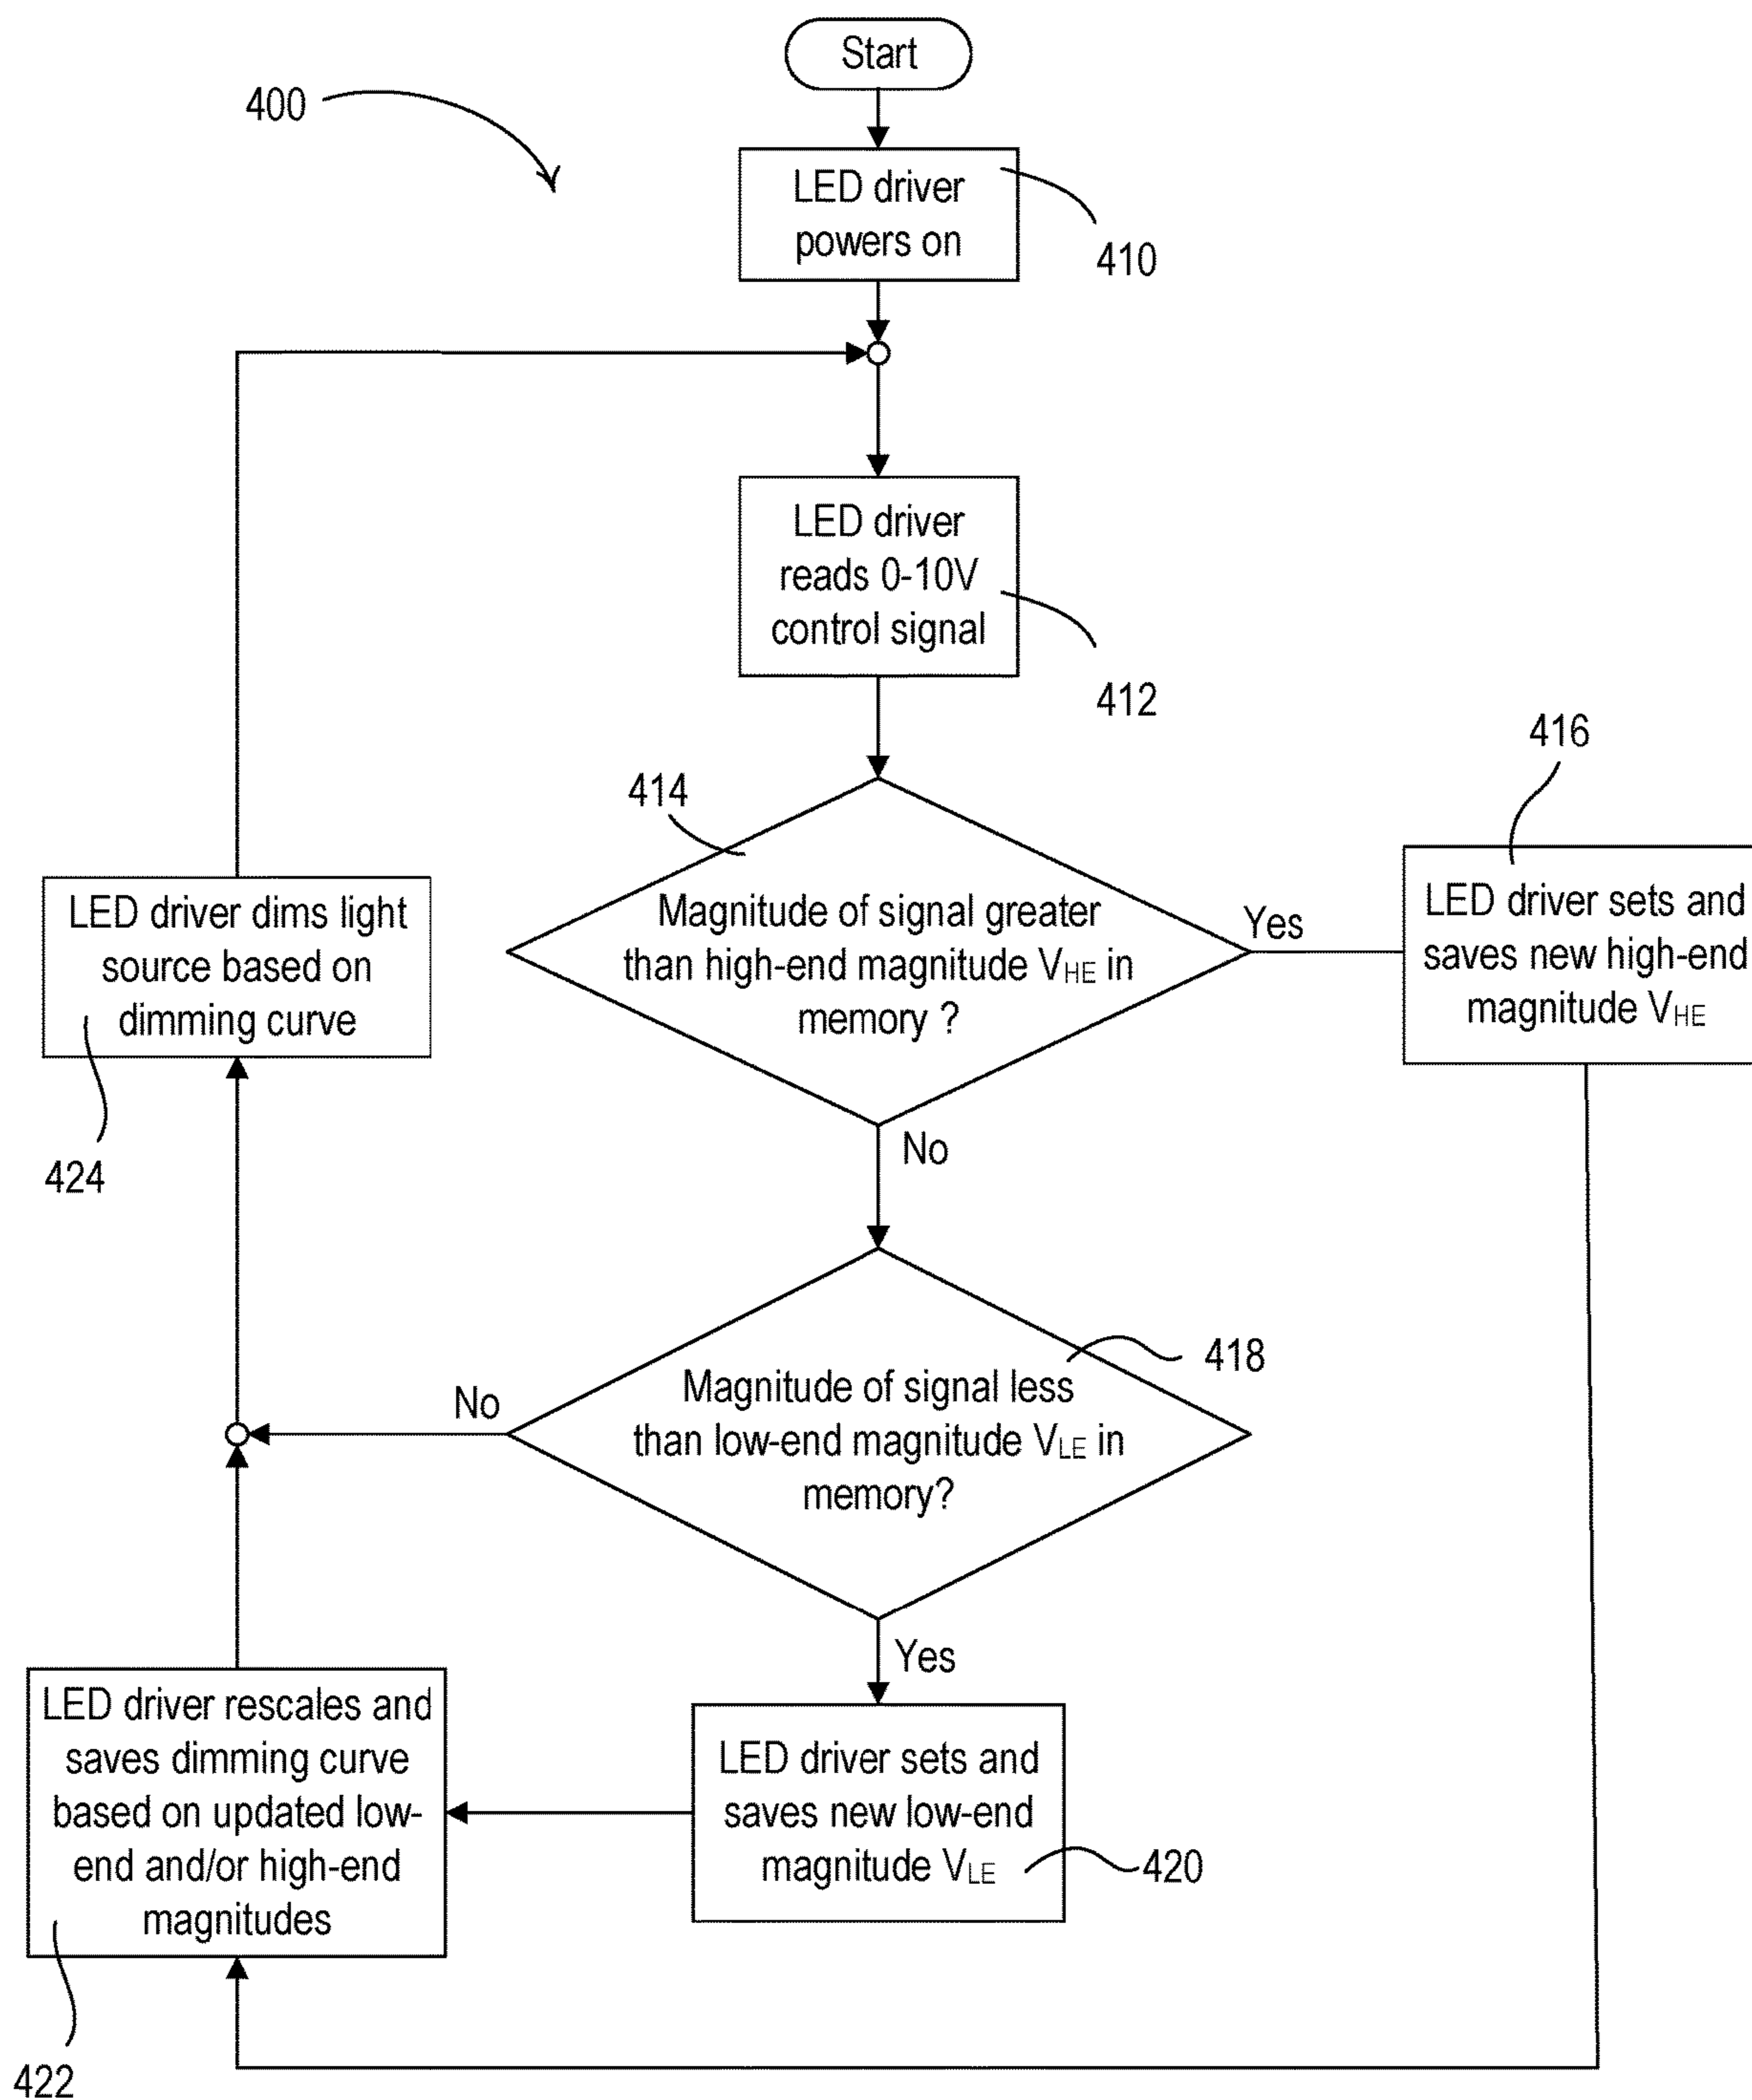 Start
400
LED driver
powers on
410
LED driver
reads 0-10V
control signal
412
414
416
Magnitude of signal greater
than high-end magnitude VHE in
memory ?
Yes
LED driver sets and
saves new high-end
magnitude VHE
LED driver dims light
source based on
dimming curve
424
No
418
Magnitude of signal less
than low-end magnitude VLE in
memory?
No
Yes
LED driver rescales and
saves dimming curve
based on updated low-
end and/or high-end
magnitudes
LED driver sets and
saves new low-end
magnitude VLE
420
422